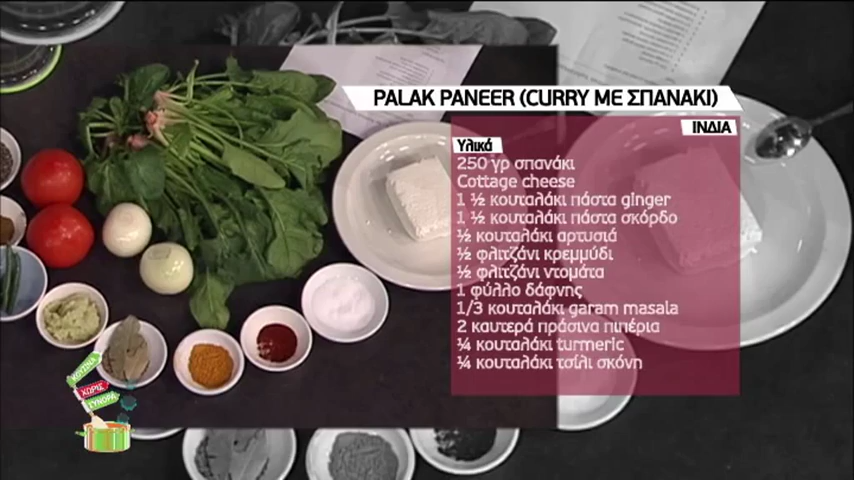 PALAK PANEER (CURRY ΜΕ ΣΠΑΝΑΚΙ)
ΙΝΔΙΑ
Υλικά
250 γρ σπανάκι
Cottage cheese
1 ½ κουταλάκι πάστα ginger
1 ½ κουταλάκι πάστα σκόρδο
½ κουταλάκι αρτυσιά
½ φλιτζάνι κρεμμύδι
½ φλιτζάνι ντομάτα
1 φύλλο δάφνης
1/3 κουταλάκι garam masala
2 καυτερά πράσινα πιπέρια
¼ κουταλάκι turmeric
¼ κουταλάκι τσίλι σκόνη
ΚΟΥΖΙΝΑ
ΧΩΡΙΣ
ΣΥΝΟΡΑ